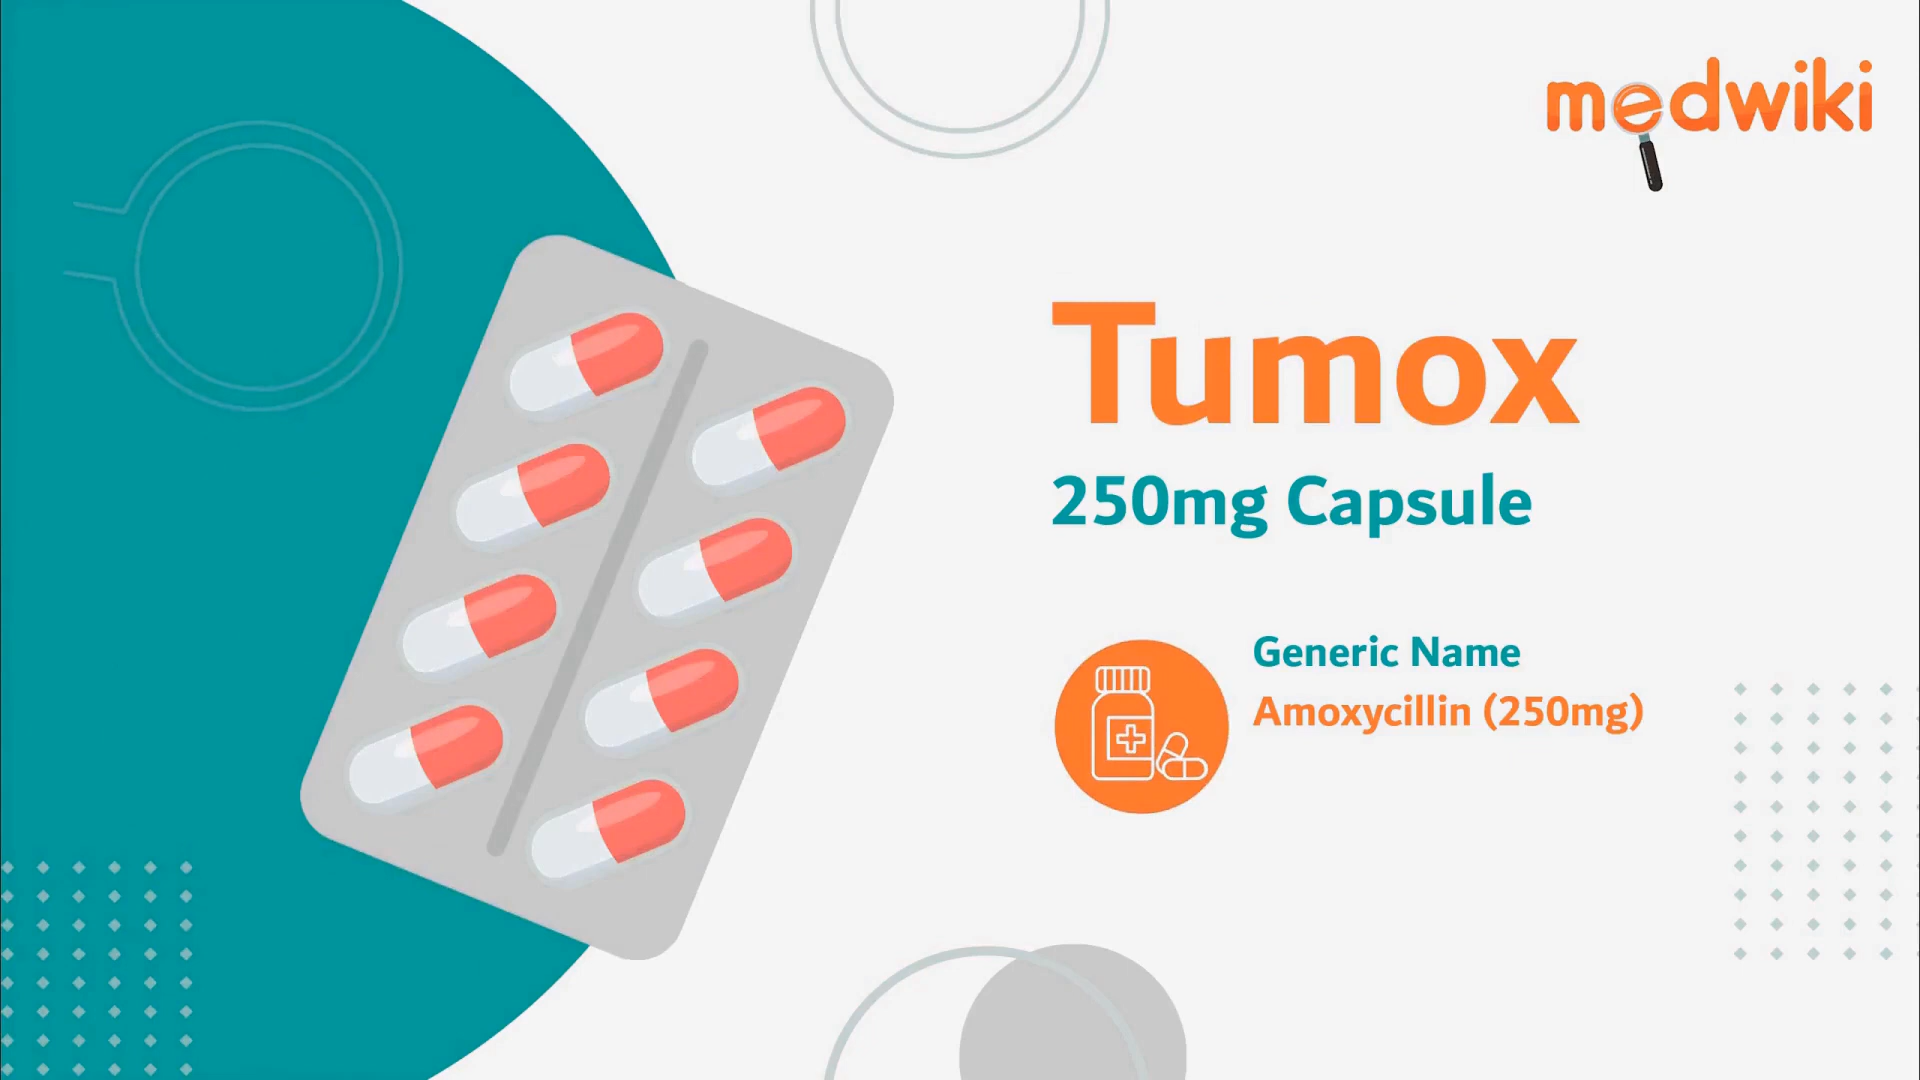 medwiki
Tumox
250mg Capsule
Generic Name
Amoxycillin (250mg)